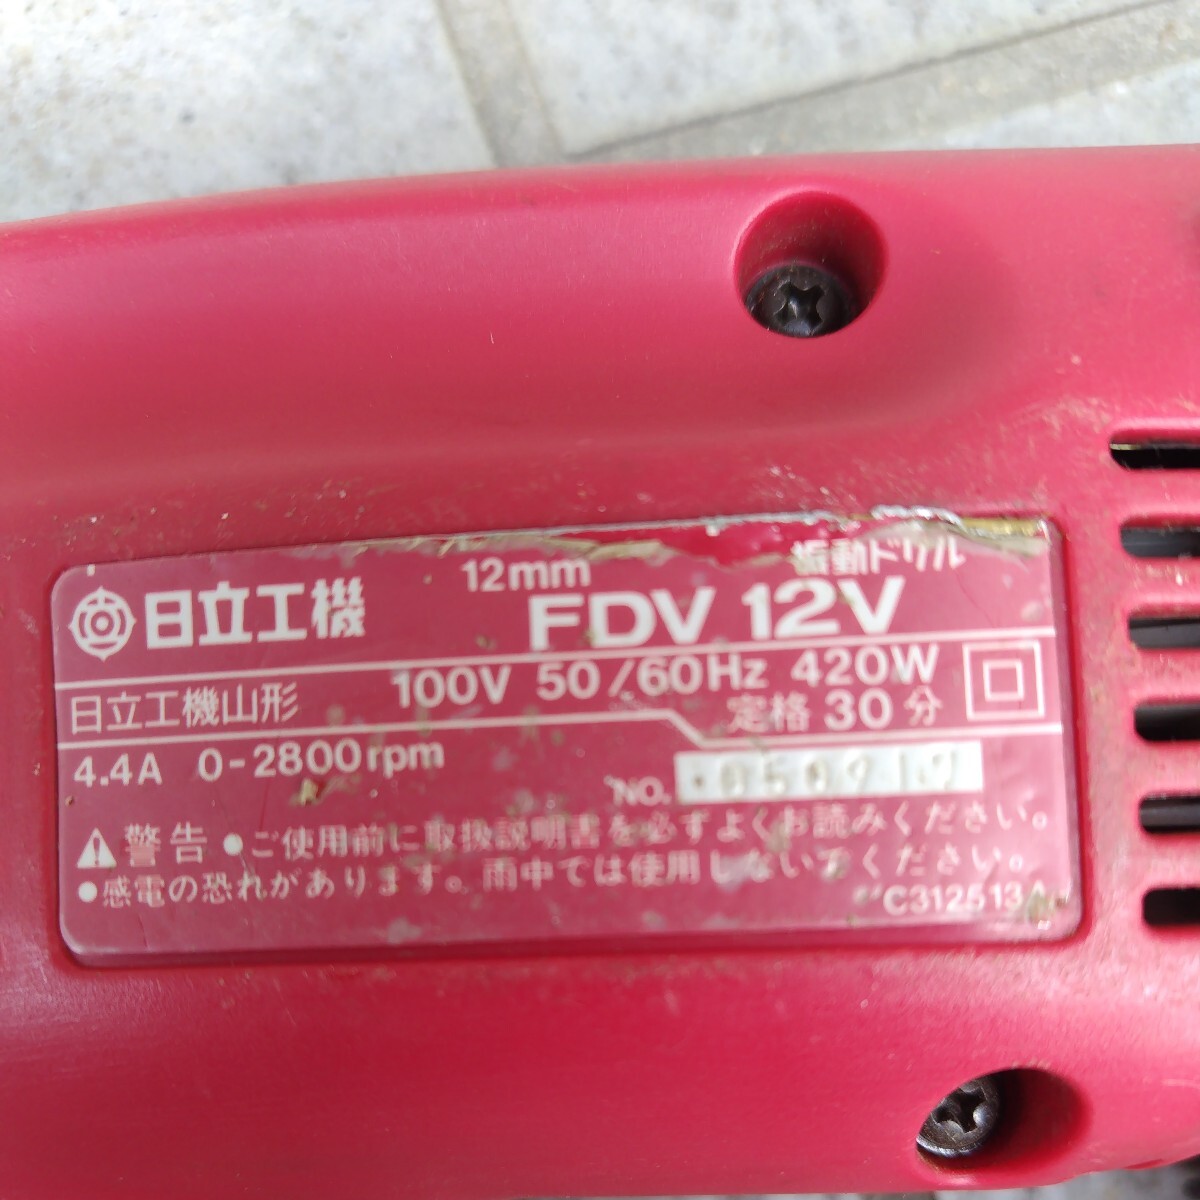 12mm 振動ドリル
日立工機 FDV 12V
日立工機山形 100V 50/60Hz 420W
定格 30 分
4.4A 0-2800rpm
NO.
警告 ●ご使用前に取扱説明書を必ずよくお読みください。
●感電の恐れがあります。雨中では使用しないでください。
C312513A